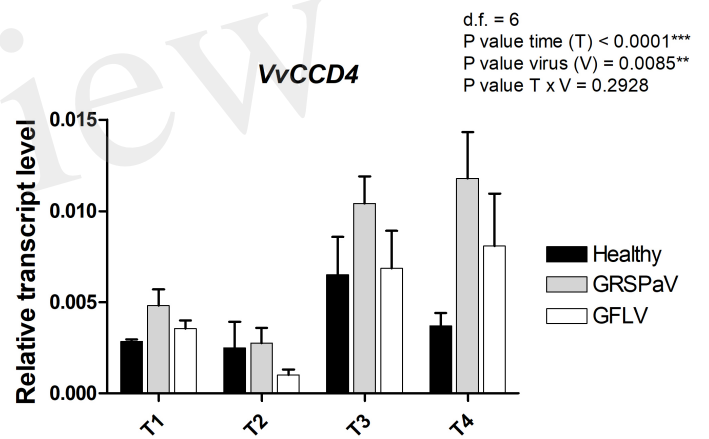 d.f. = 6
P value time (T) < 0.0001***
P value virus (V) = 0.0085**
P value T x V = 0.2928
VvCCD4
Relative transcript level
0.015
0.010
0.005
0.000
T1 T2 T3 T4
Healthy
GRSPaV
GFLV
iew